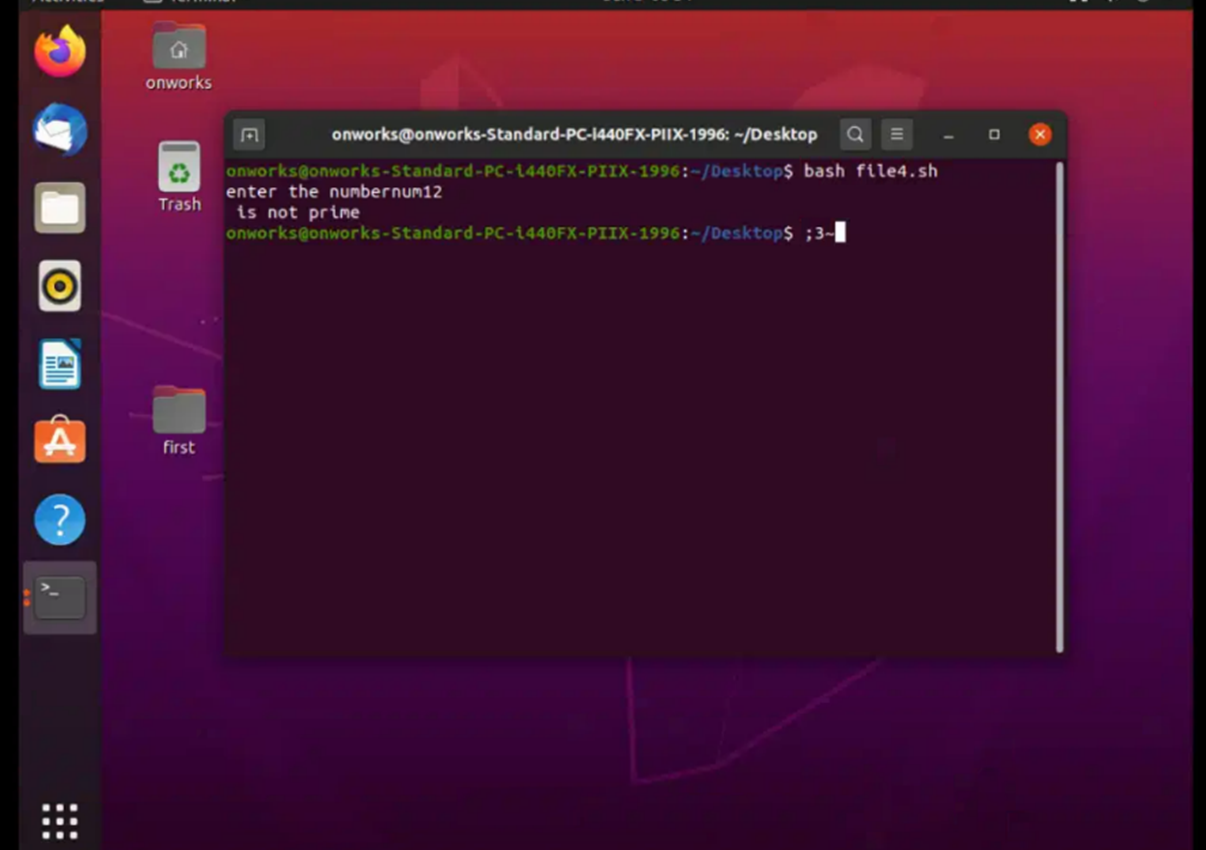 onworks
onworks@onworks-Standard-PC-i440FX-PIIX-1996: ~/Desktop
onworks@onworks-Standard-PC-i440FX-PIIX-1996:~/Desktop$ bash file4.sh
enter the numbernum12
 is not prime
onworks@onworks-Standard-PC-i440FX-PIIX-1996:~/Desktop$ ;3~
Trash
first